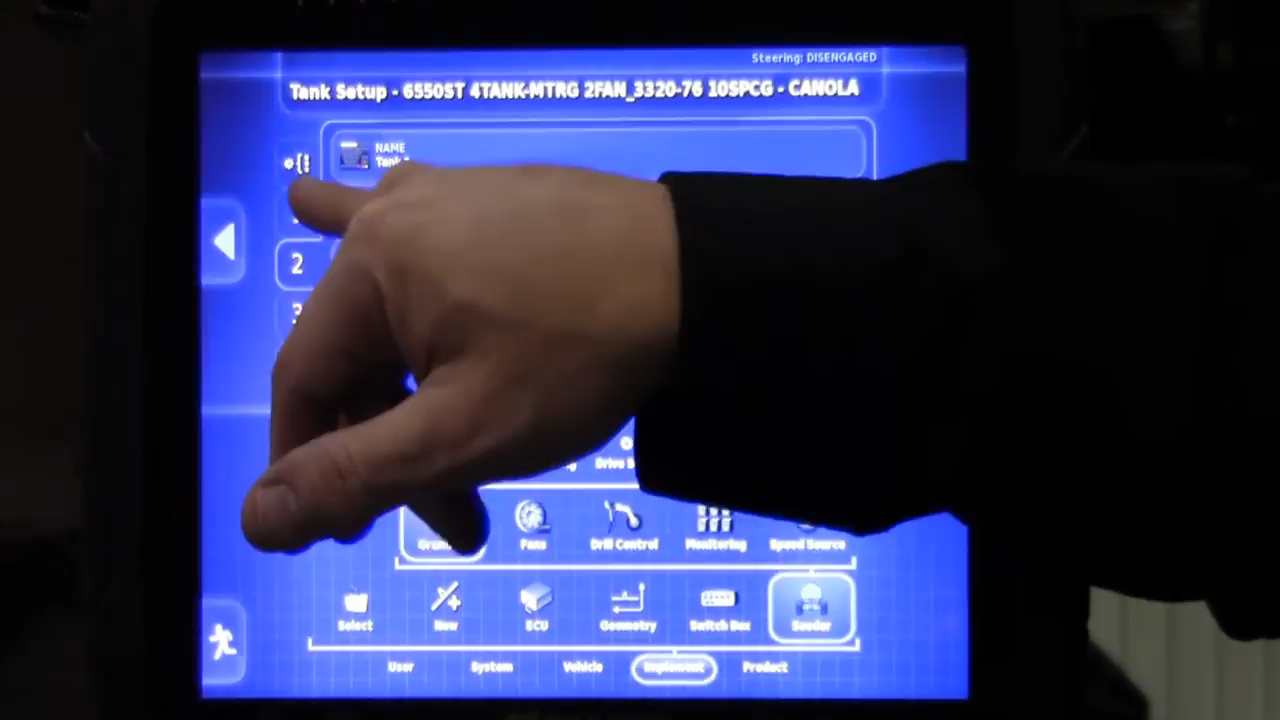 Steering: DISENGAGED
Tank Setup - 6550ST 4TANK-MTRG 2FAN_3320-76 10SPCG - CANOLA
NAME
2
Fans Drill Control Monitoring Speed Source
Select New ECU Geometry Switch Box Seeder
User System Vehicle Implement Product